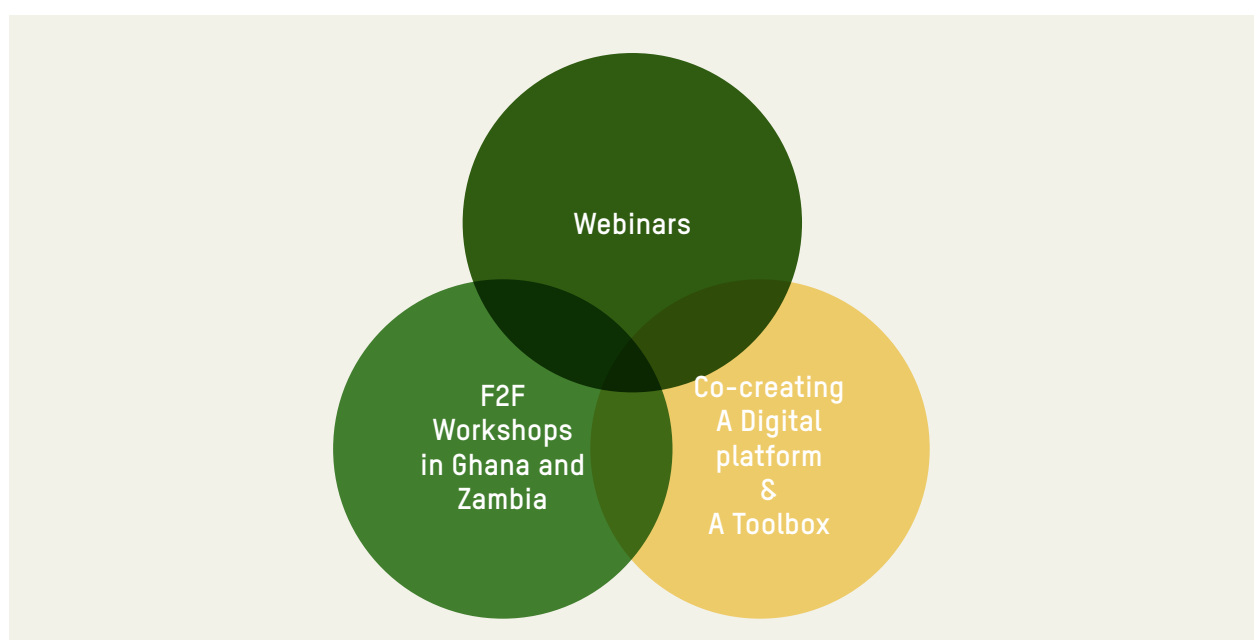 Webinars
F2F
Workshops
in Ghana and
Zambia
Co-creating
A Digital
platform
&
A Toolbox